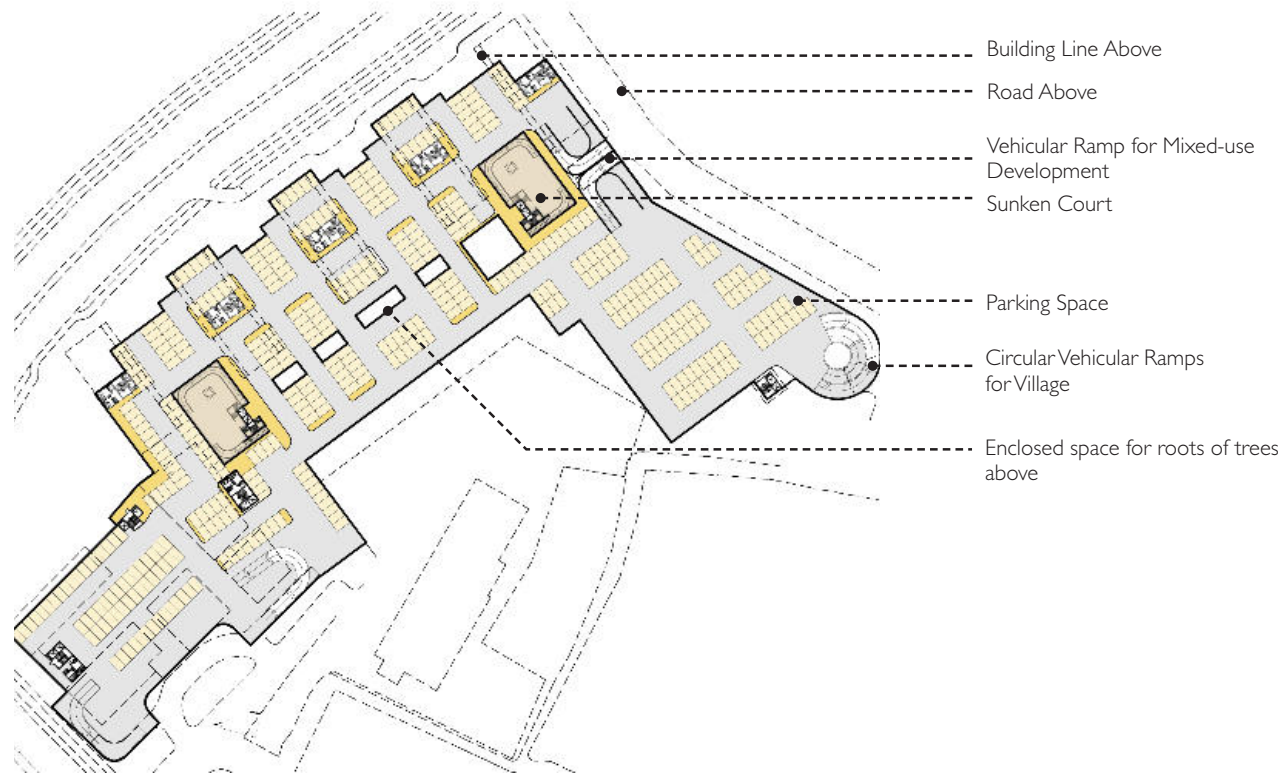 Building Line Above
Road Above
Vehicular Ramp for Mixed-use
Development
Sunken Court
Parking Space
Circular Vehicular Ramps
for Village
Enclosed space for roots of trees
above